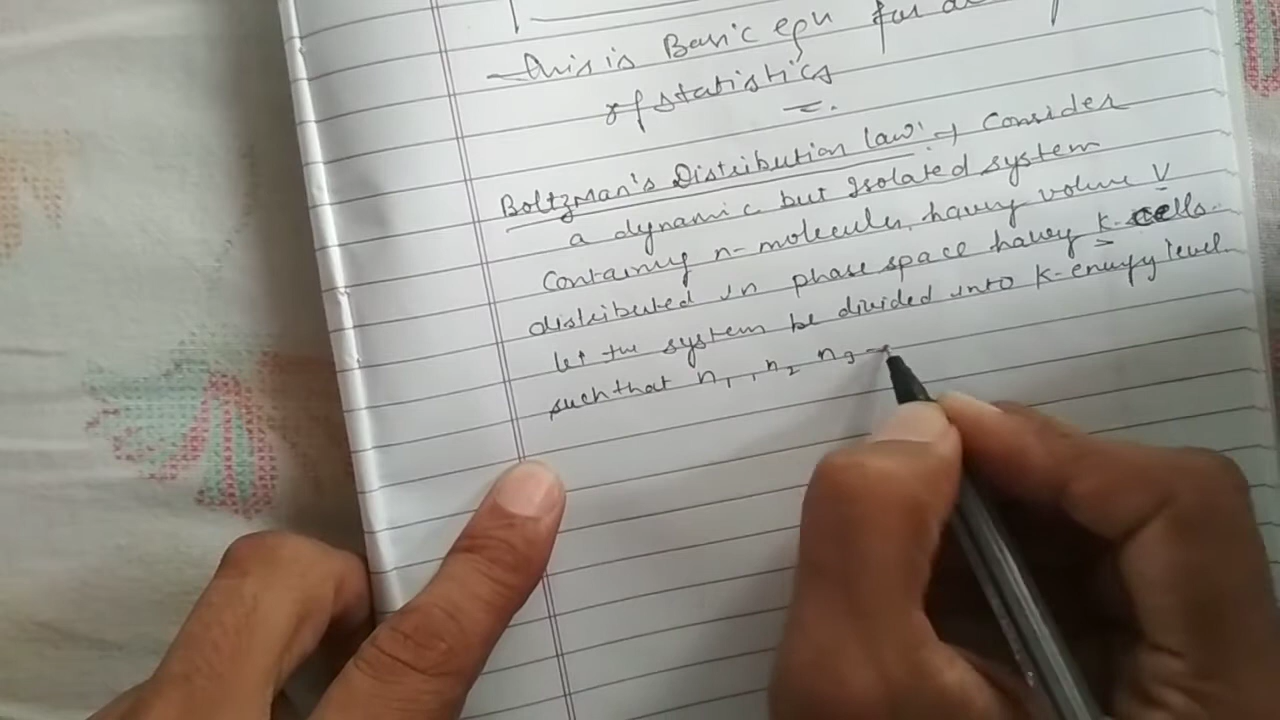 this is Basic eqn for
of statistics
Boltzman's Distribution law :→ Consider
a dynamic but Isolated system
Containing n-molecules, having volume V
distributed in phase space having K-cells.
let the system be divided into K-energy level
such that n₁, n₂ n₃ -